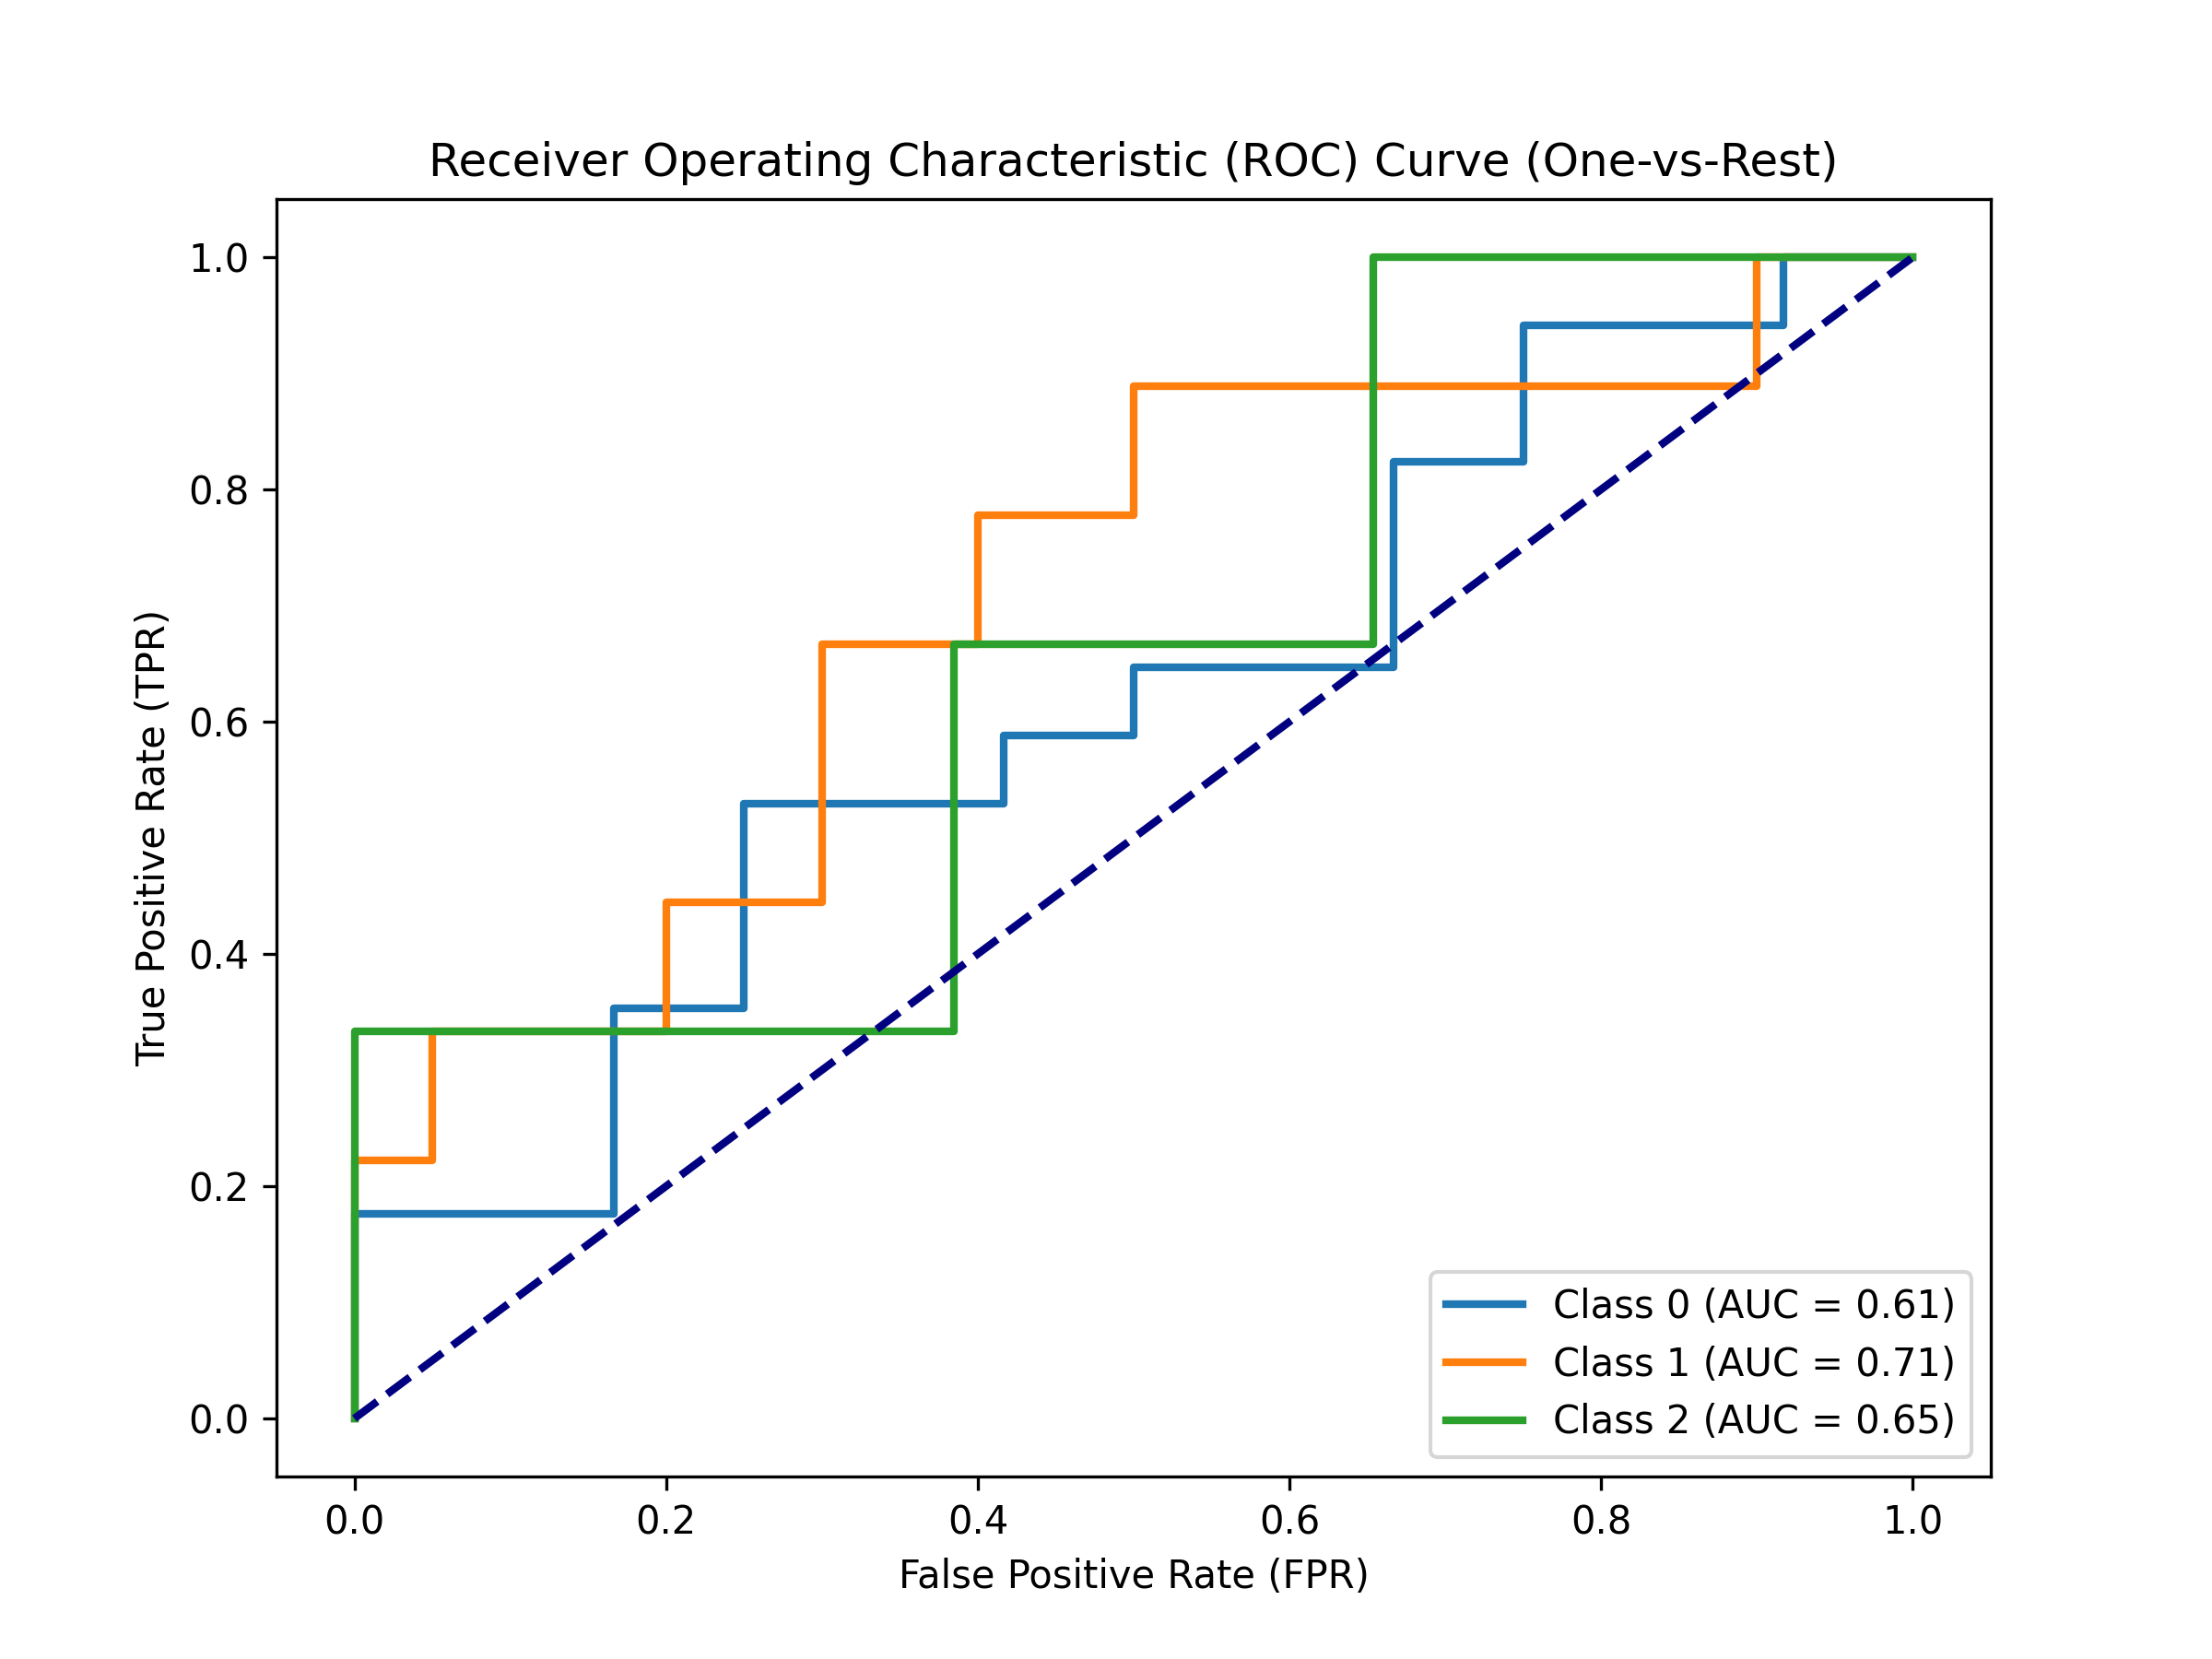 Receiver Operating Characteristic (ROC) Curve (One-vs-Rest)
True Positive Rate (TPR)
1.0
0.8
0.6
0.4
0.2
0.0
0.0 0.2 0.4 0.6 0.8 1.0
False Positive Rate (FPR)
Class 0 (AUC = 0.61)
Class 1 (AUC = 0.71)
Class 2 (AUC = 0.65)